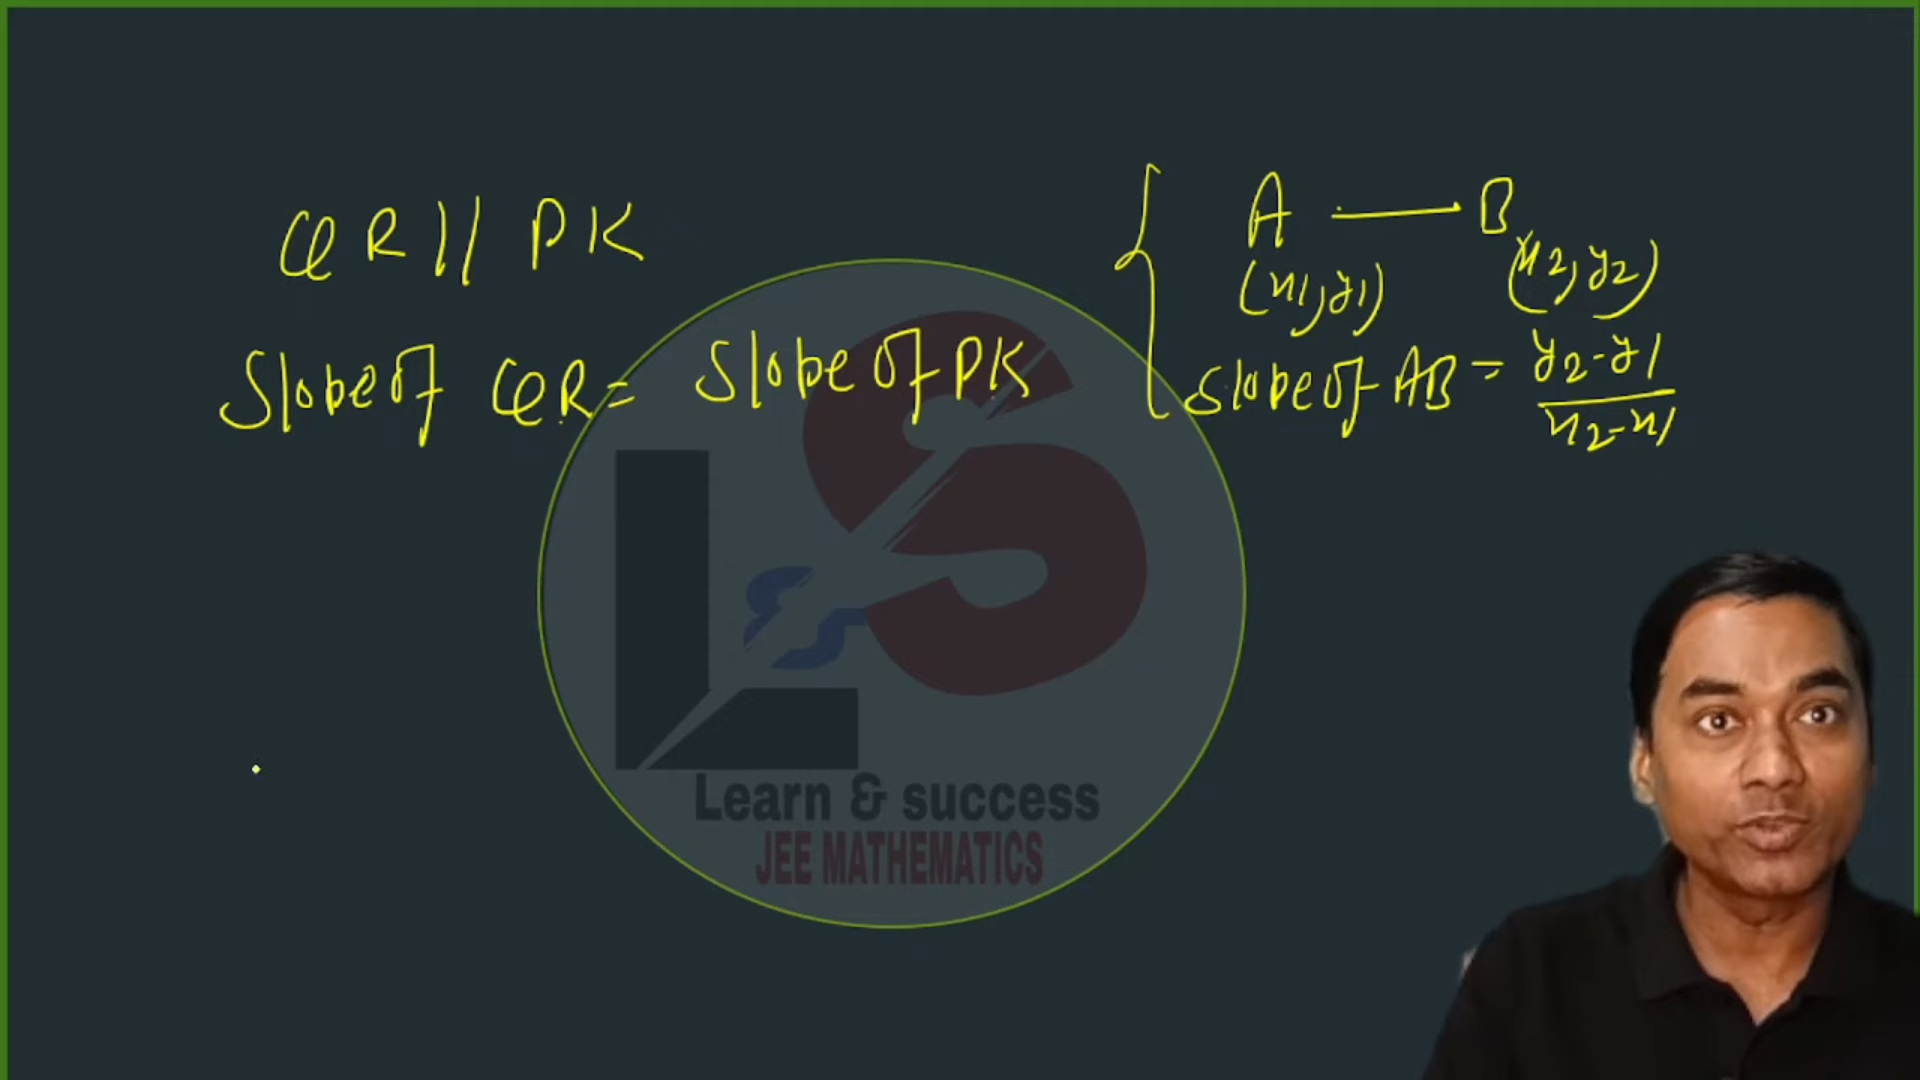 QR || PK
Slope of QR = Slope of PK
A — B
(x1, y1) (x2, y2)
Slope of AB = y2-y1 / x2-x1
LS
&
Learn & success
JEE MATHEMATICS